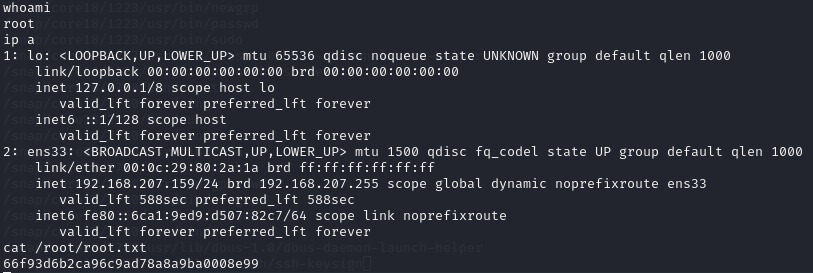 whoami
root
ip a
1: lo: <LOOPBACK,UP,LOWER_UP> mtu 65536 qdisc noqueue state UNKNOWN group default qlen 1000
link/loopback 00:00:00:00:00:00 brd 00:00:00:00:00:00
inet 127.0.0.1/8 scope host lo
valid_lft forever preferred_lft forever
inet6 ::1/128 scope host
valid_lft forever preferred_lft forever
2: ens33: <BROADCAST,MULTICAST,UP,LOWER_UP> mtu 1500 qdisc fq_codel state UP group default qlen 1000
link/ether 00:0c:29:80:2a:1a brd ff:ff:ff:ff:ff:ff
inet 192.168.207.159/24 brd 192.168.207.255 scope global dynamic noprefixroute ens33
valid_lft 588sec preferred_lft 588sec
inet6 fe80::6ca1:9ed9:d507:82c7/64 scope link noprefixroute
valid_lft forever preferred_lft forever
cat /root/root.txt
66f93d6b2ca96c9ad78a8a9ba0008e99